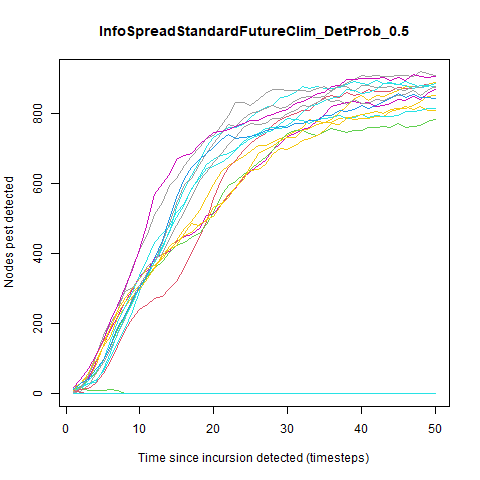 InfoSpreadStandardFutureClim_DetProb_0.5
Nodes pest detected
800
600
400
200
0
0 10 20 30 40 50
Time since incursion detected (timesteps)